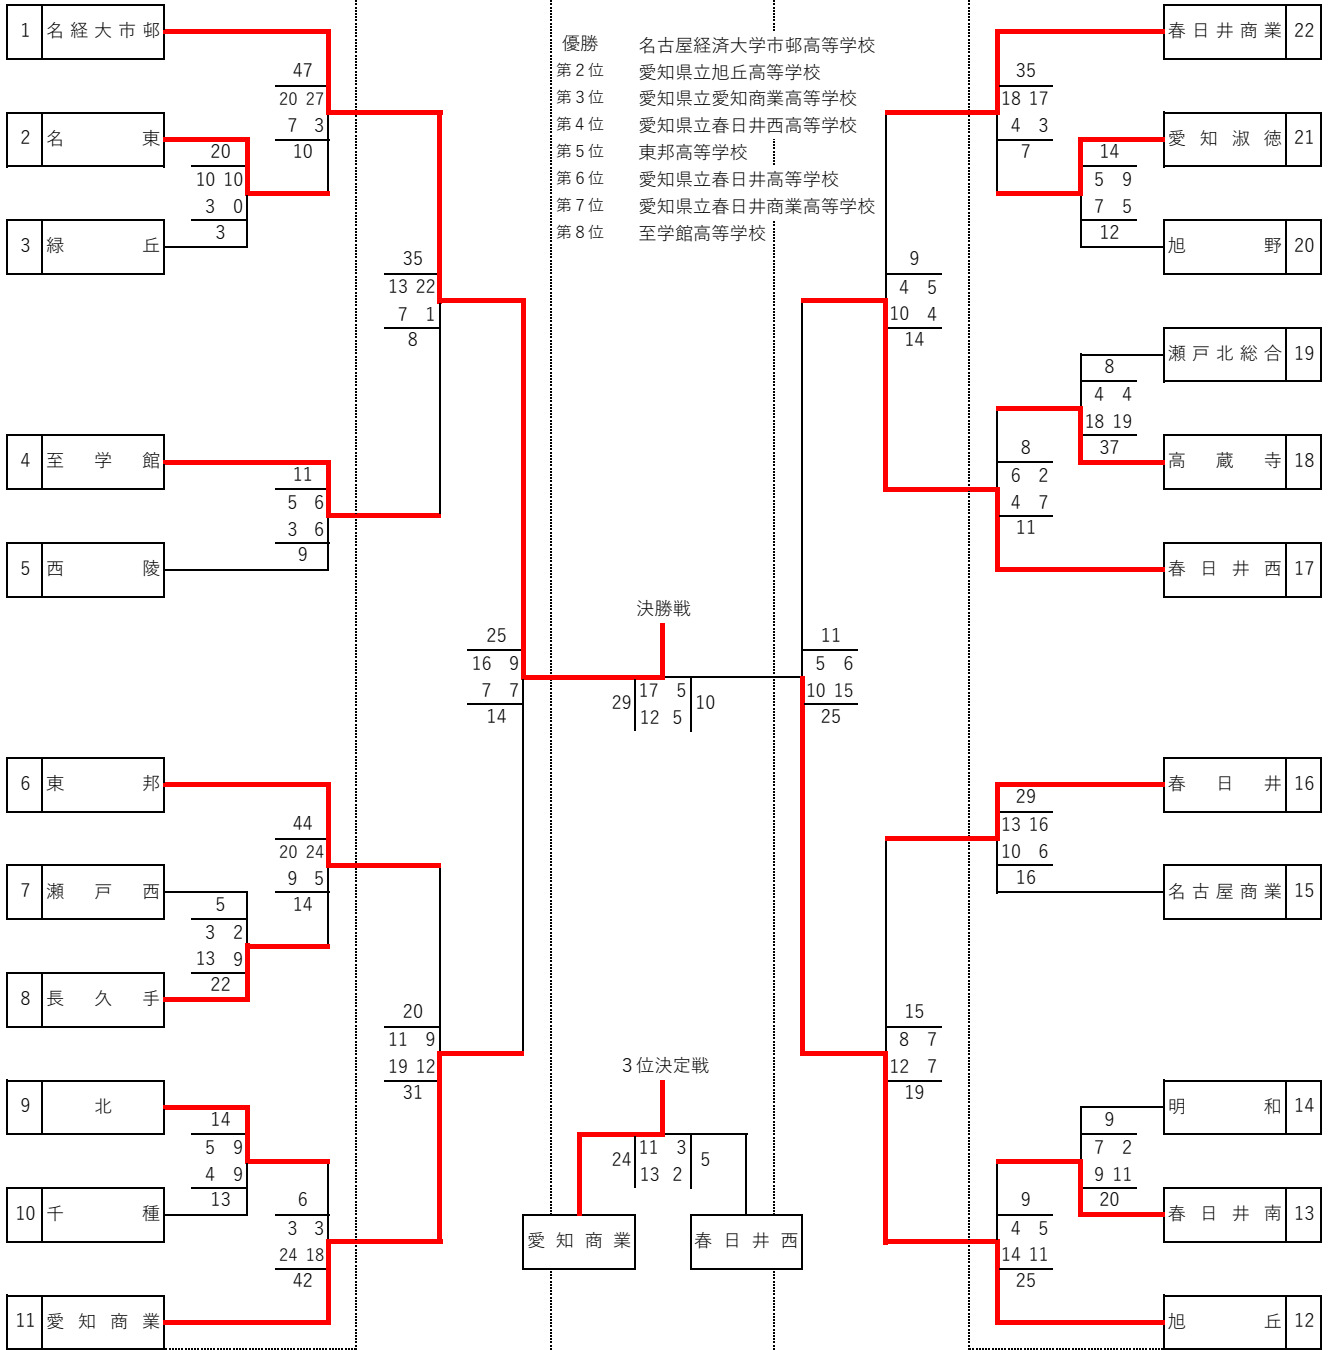 優勝 名古屋経済大学市邨高等学校
第2位 愛知県立旭丘高等学校
第3位 愛知県立愛知商業高等学校
第4位 愛知県立春日井西高等学校
第5位 東邦高等学校
第6位 愛知県立春日井高等学校
第7位 愛知県立春日井商業高等学校
第8位 至学館高等学校
1 名経大市邨
47
20 27
7 3
10
2 名東
20
10 10
3 0
3
3 緑丘
35
13 22
7 1
8
4 至学館
11
5 6
3 6
9
5 西陵
25
16 9
7 7
14
6 東邦
44
20 24
9 5
14
7 瀬戸西
5
3 2
13 9
22
8 長久手
20
11 9
19 12
31
9 北
14
5 9
4 9
13
10 千種
6
3 3
24 18
42
11 愛知商業
決勝戦
29 17 5 10
12 5
3位決定戦
24 11 3 5
13 2
愛知商業 春日井西
春日井商業 22
35
18 17
4 3
7
愛知淑徳 21
14
5 9
7 5
12
旭野 20
9
4 5
10 4
14
瀬戸北総合 19
8
4 4
18 19
37
高蔵寺 18
8
6 2
4 7
11
春日井西 17
11
5 6
10 15
25
春日井 16
29
13 16
10 6
16
名古屋商業 15
15
8 7
12 7
19
明和 14
9
7 2
9 11
20
春日井南 13
9
4 5
14 11
25
旭丘 12